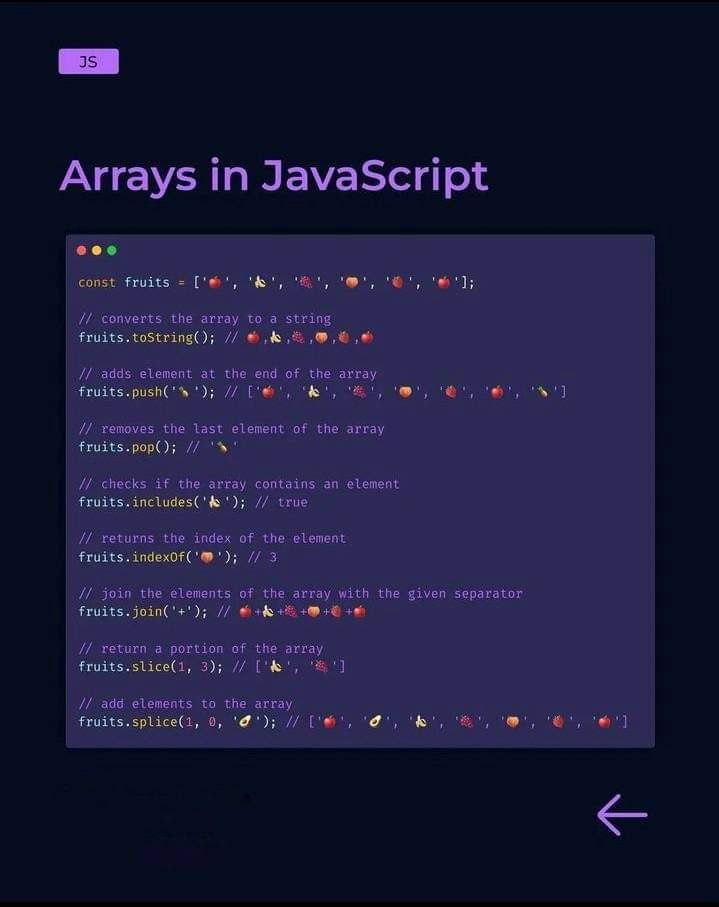 JS
Arrays in JavaScript
const fruits = ['🍎', '🍌', '🍇', '🍑', '🍓', '🍎'];
// converts the array to a string
fruits.toString(); // 🍎,🍌,🍇,🍑,🍓,🍎
// adds element at the end of the array
fruits.push('🍍'); // ['🍎', '🍌', '🍇', '🍑', '🍓', '🍎', '🍍']
// removes the last element of the array
fruits.pop(); // '🍍'
// checks if the array contains an element
fruits.includes('🍌'); // true
// returns the index of the element
fruits.indexOf('🍑'); // 3
// join the elements of the array with the given separator
fruits.join('+'); // 🍎+🍌+🍇+🍑+🍓+🍎
// return a portion of the array
fruits.slice(1, 3); // ['🍌', '🍇']
// add elements to the array
fruits.splice(1, 0, '🥑'); // ['🍎', '🥑', '🍌', '🍇', '🍑', '🍓', '🍎']